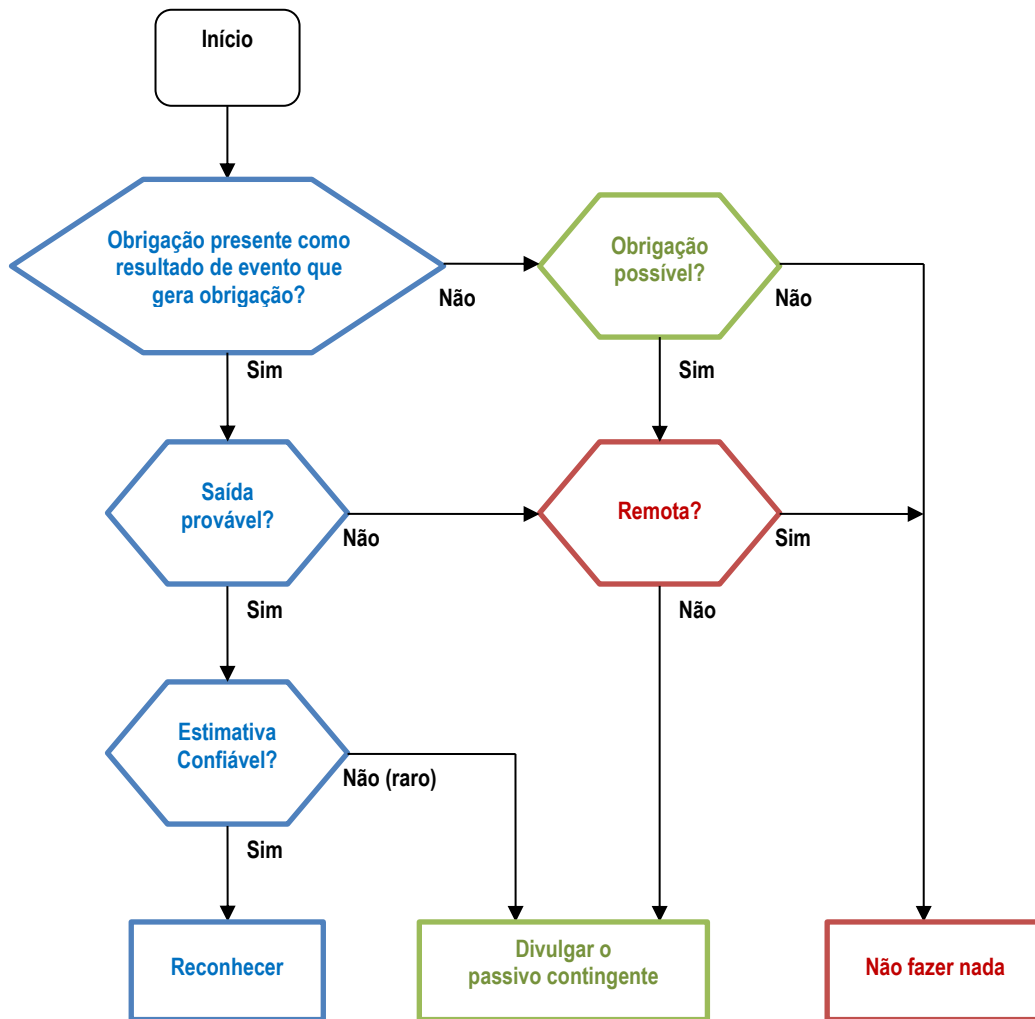 Início
Obrigação presente como
resultado de evento que
gera obrigação?
Não
Sim
Obrigação
possível?
Não
Sim
Saída
provável?
Não
Sim
Remota?
Sim
Não
Estimativa
Confiável?
Não (raro)
Sim
Reconhecer
Divulgar o
passivo contingente
Não fazer nada